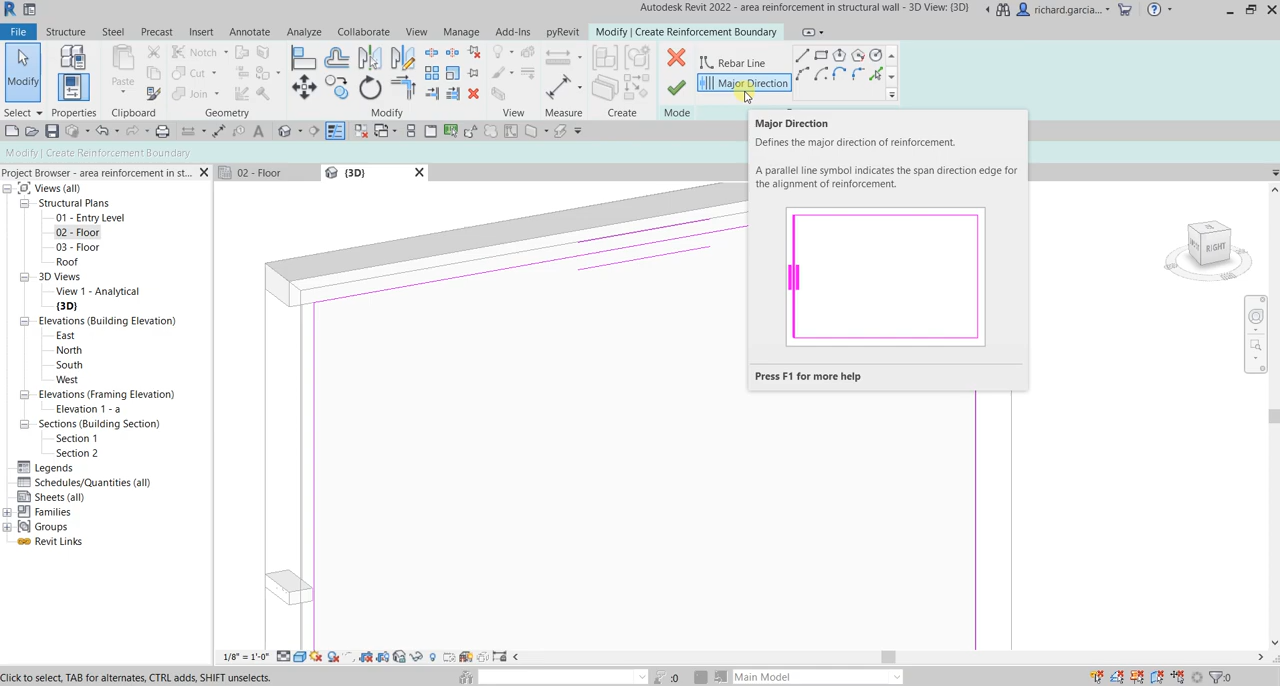 Autodesk Revit 2022 - area reinforcement in structural wall - 3D View: {3D}
richard.garcia...
File
Structure
Steel
Precast
Insert
Annotate
Analyze
Collaborate
View
Manage
Add-Ins
pyRevit
Modify | Create Reinforcement Boundary
Modify
Paste
Notch
Cut
Join
Rebar Line
Major Direction
Select
Properties
Clipboard
Geometry
Modify
View
Measure
Create
Mode
Modify | Create Reinforcement Boundary
Project Browser - area reinforcement in st...
02 - Floor
{3D}
Views (all)
Structural Plans
01 - Entry Level
02 - Floor
03 - Floor
Roof
3D Views
View 1 - Analytical
{3D}
Elevations (Building Elevation)
East
North
South
West
Elevations (Framing Elevation)
Elevation 1 - a
Sections (Building Section)
Section 1
Section 2
Legends
Schedules/Quantities (all)
Sheets (all)
Families
Groups
Revit Links
Major Direction
Defines the major direction of reinforcement.
A parallel line symbol indicates the span direction edge for
the alignment of reinforcement.
Press F1 for more help
RIGHT
1/8" = 1'-0"
Click to select, TAB for alternates, CTRL adds, SHIFT unselects.
:0
Main Model
:0